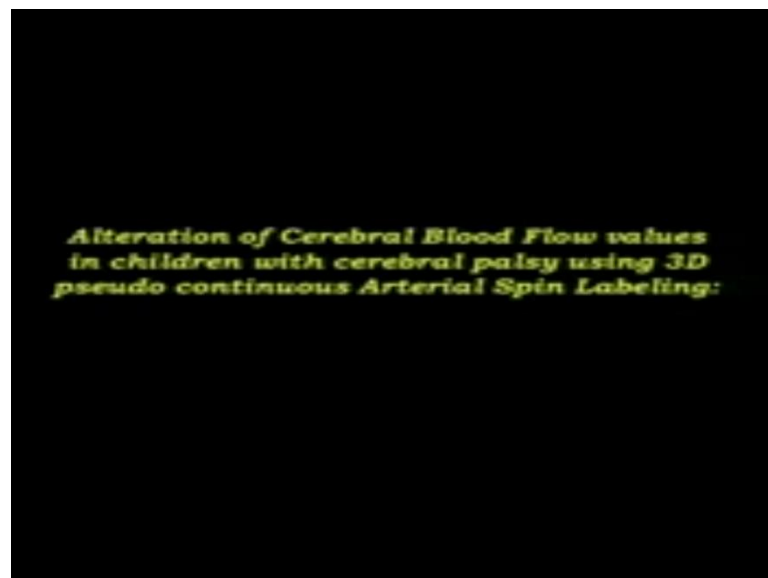 Alteration of Cerebral Blood Flow values
in children with cerebral palsy using 3D
pseudo continuous Arterial Spin Labeling: